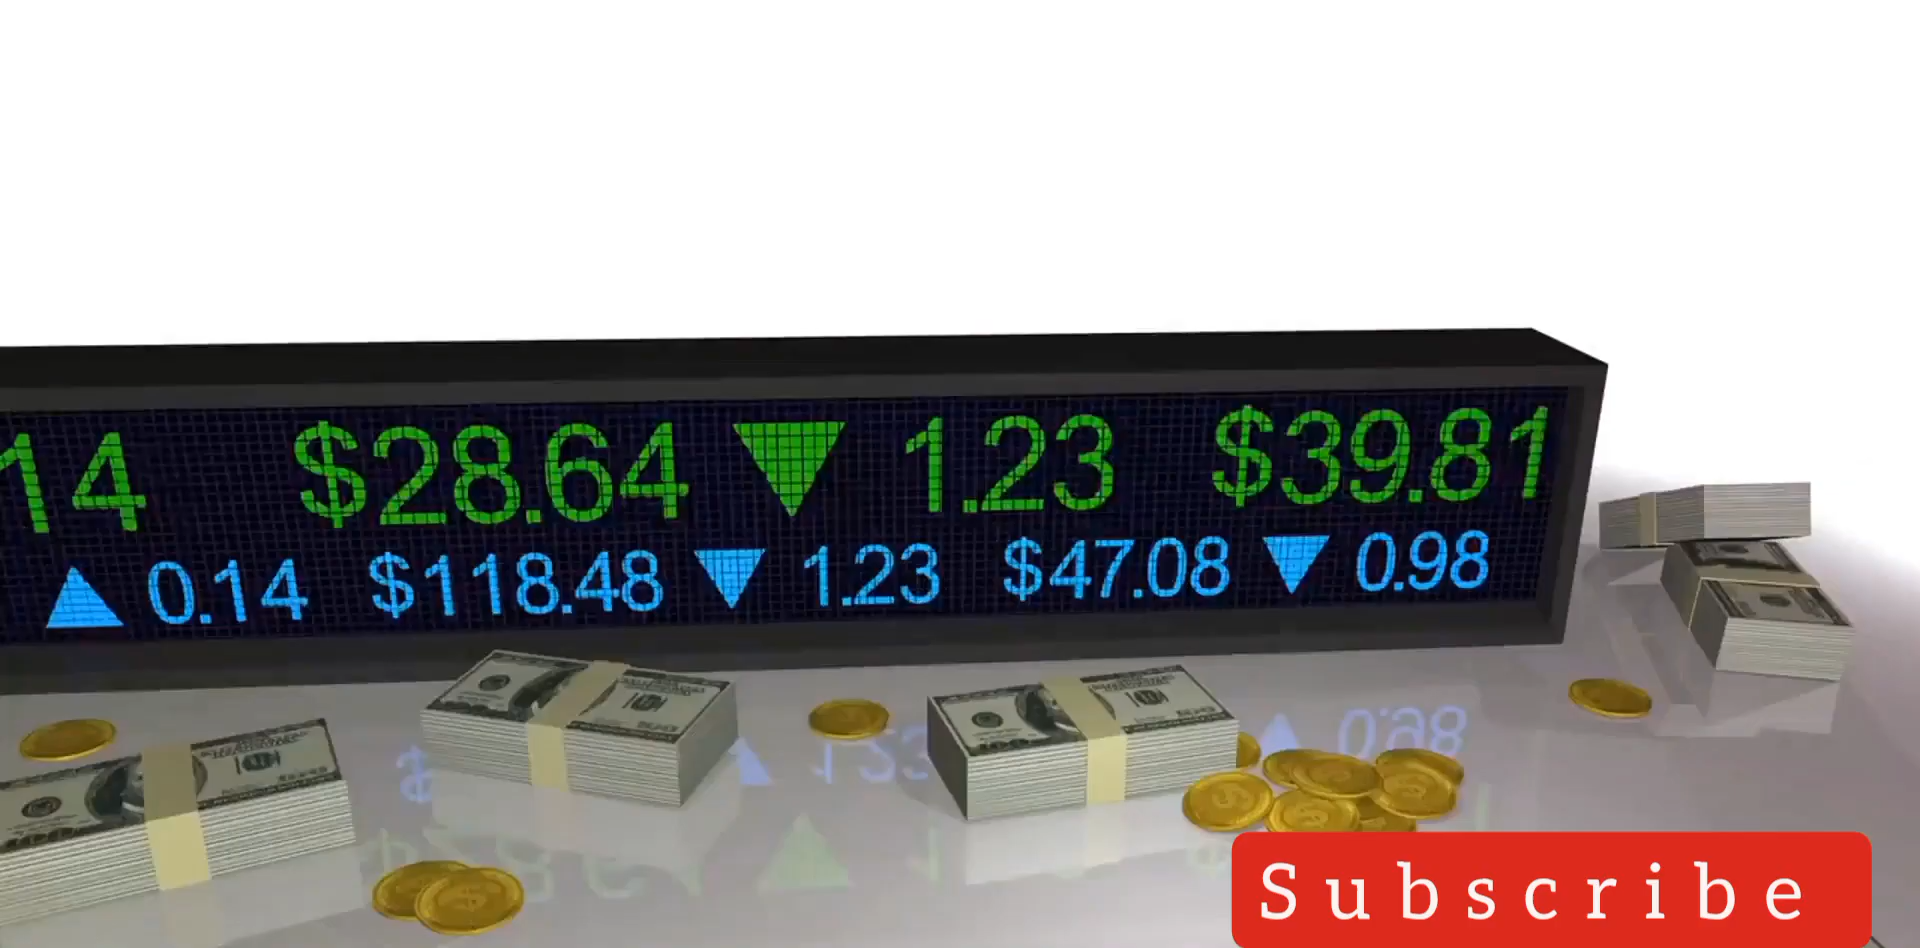 14 $28.64 ▼ 1.23 $39.81
▲ 0.14 $118.48 ▼ 1.23 $47.08 ▼ 0.98
Subscribe